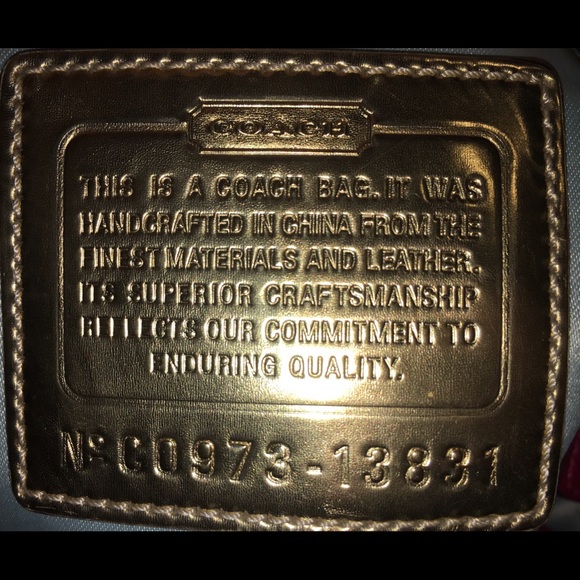 COACH
THIS IS A COACH BAG. IT WAS
HANDCRAFTED IN CHINA FROM THE
FINEST MATERIALS AND LEATHER.
ITS SUPERIOR CRAFTSMANSHIP
REFLECTS OUR COMMITMENT TO
ENDURING QUALITY.
Nº C0973-13831